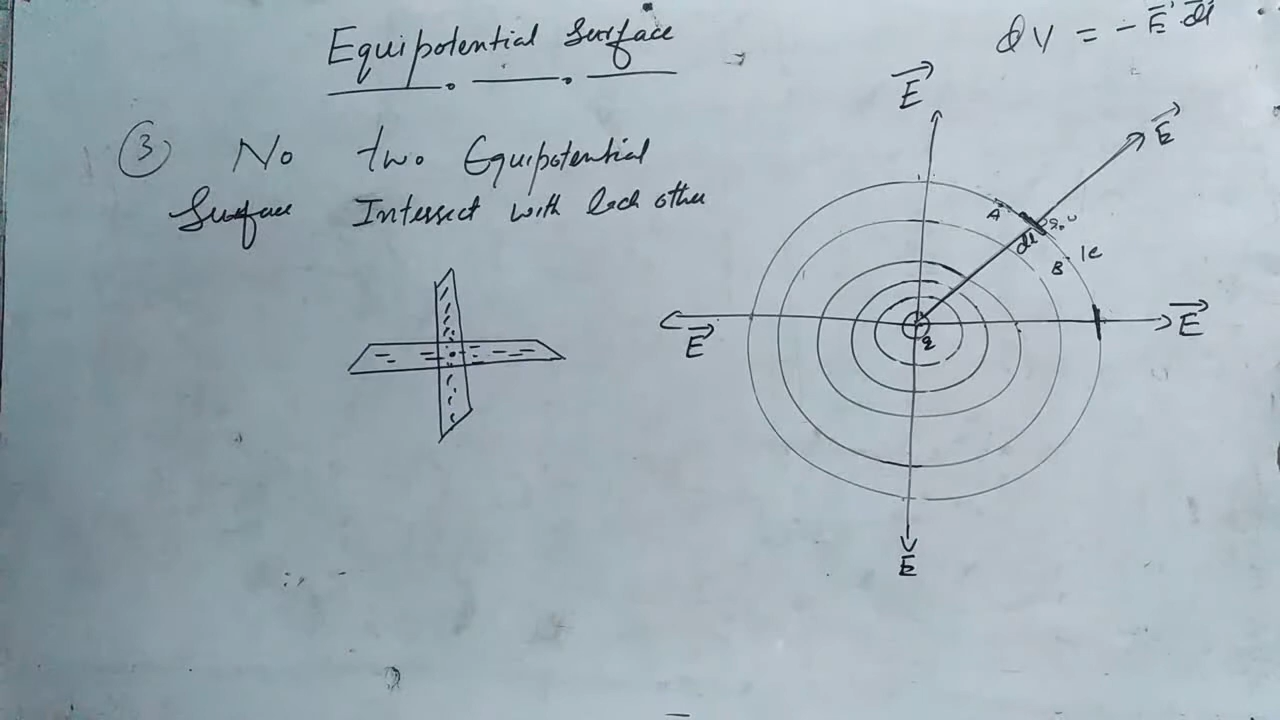 Equipotential Surface
dV = - E⃗ . dl⃗
③ No two Equipotential
Surface Intersect with Each other
E⃗
E⃗
A
90°
dl
B
E⃗
E⃗
q
E